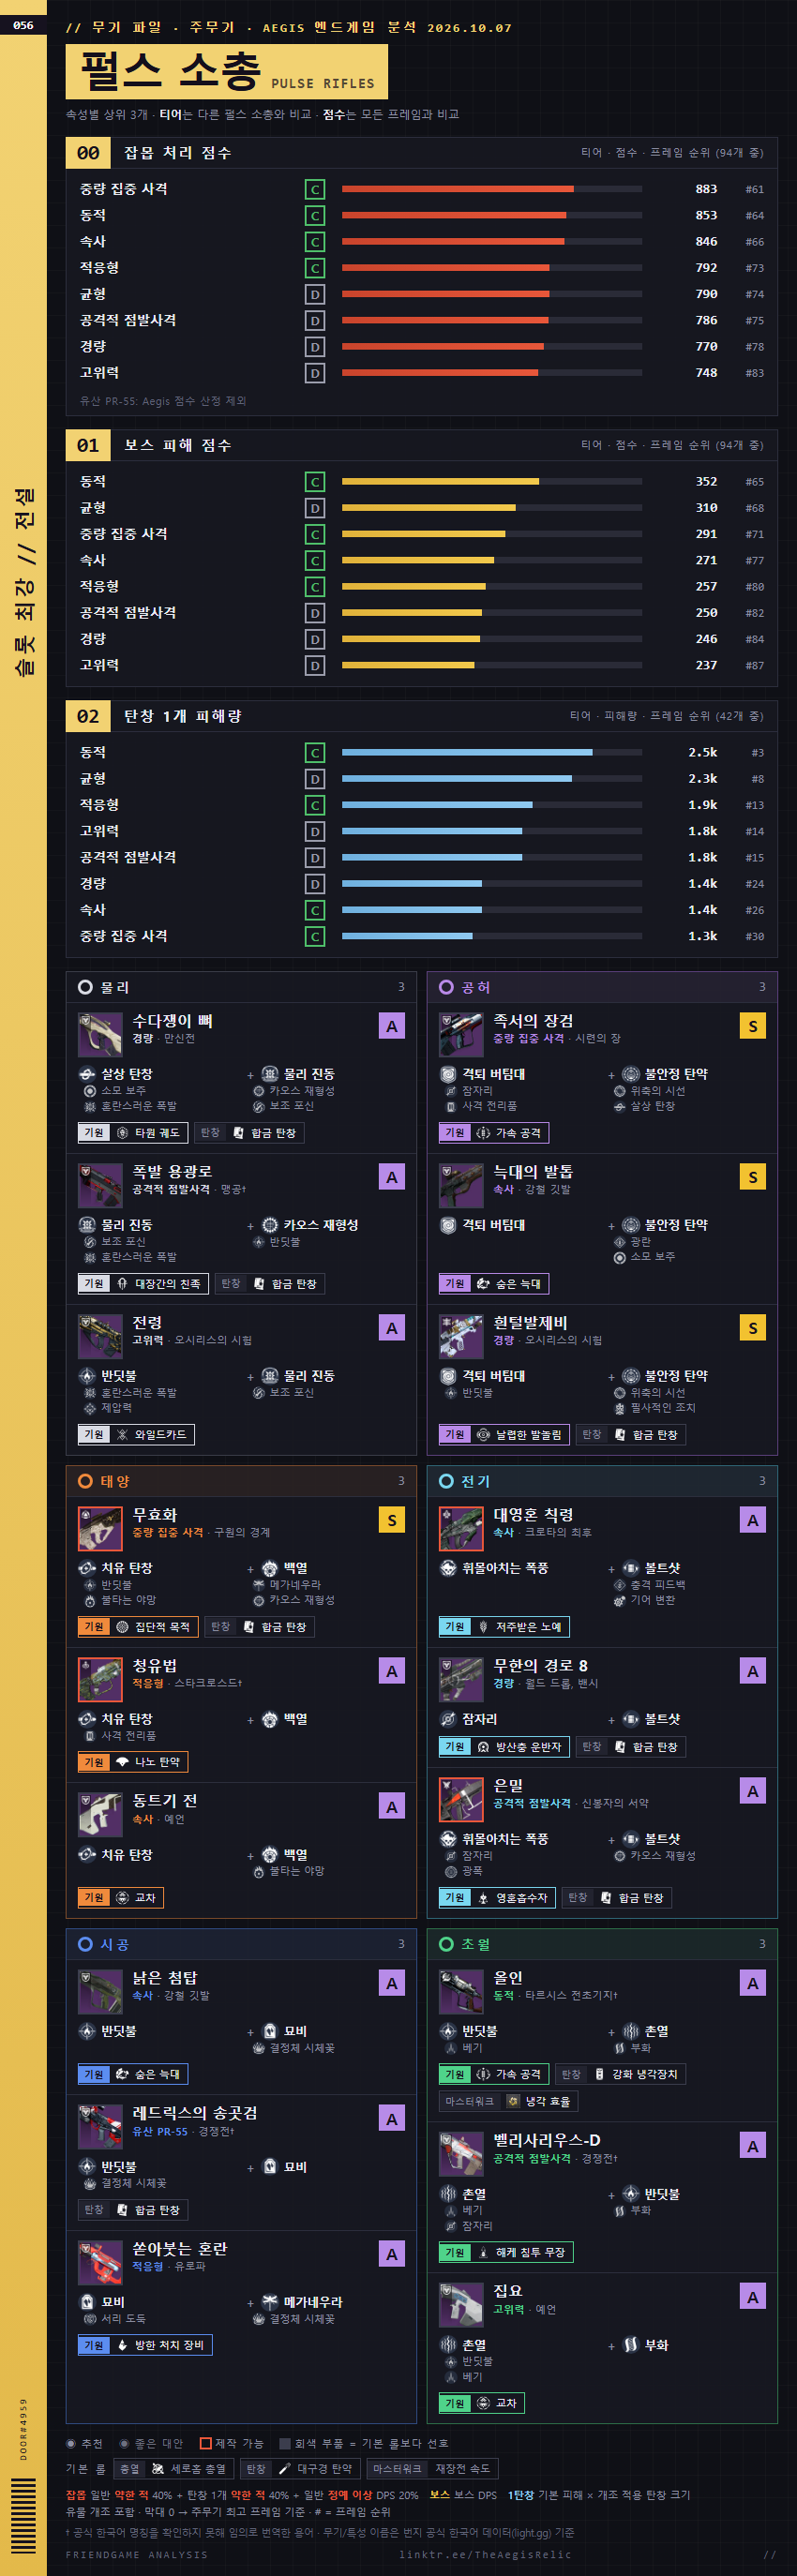 056
// 무기 파일 · 주무기 · AEGIS 엔드게임 분석 2026.10.07
펄스 소총 PULSE RIFLES
속성별 상위 3개 · 티어는 다른 펄스 소총와 비교 · 점수는 모든 프레임과 비교
슬롯 최강 // 전설
00 잡몹 처리 점수 티어 · 점수 · 프레임 순위 (94개 중)
중량 집중 사격 C 883 #61
동적 C 853 #64
속사 C 846 #66
적응형 C 792 #73
균형 D 790 #74
공격적 점발사격 D 786 #75
경량 D 770 #78
고위력 D 748 #83
유산 PR-55: Aegis 점수 산정 제외
01 보스 피해 점수 티어 · 점수 · 프레임 순위 (94개 중)
동적 C 352 #65
균형 D 310 #68
중량 집중 사격 C 291 #71
속사 C 271 #77
적응형 C 257 #80
공격적 점발사격 D 250 #82
경량 D 246 #84
고위력 D 237 #87
02 탄창 1개 피해량 티어 · 피해량 · 프레임 순위 (42개 중)
동적 C 2.5k #3
균형 D 2.3k #8
적응형 C 1.9k #13
고위력 D 1.8k #14
공격적 점발사격 D 1.8k #15
경량 D 1.4k #24
속사 C 1.4k #26
중량 집중 사격 C 1.3k #30
물리 3
수다쟁이 뼈 A
경량 · 만신전
살상 탄창 + 물리 진동
소모 보주 카오스 재형성
혼란스러운 폭발 보조 포신
기원 타원 궤도 탄창 합금 탄창
폭발 용광로 A
공격적 점발사격 · 맹공†
물리 진동 + 카오스 재형성
보조 포신 반딧불
혼란스러운 폭발
기원 대장간의 친족 탄창 합금 탄창
전령 A
고위력 · 오시리스의 시험
반딧불 + 물리 진동
혼란스러운 폭발 보조 포신
제압력
기원 와일드카드
공허 3
족서의 장검 S
중량 집중 사격 · 시련의 장
격퇴 버팀대 + 불안정 탄약
잠자리 위축의 시선
사격 전리품 살상 탄창
기원 가속 공격
늑대의 발톱 S
속사 · 강철 깃발
격퇴 버팀대 + 불안정 탄약
광란
소모 보주
기원 숨은 늑대
흰털발제비 S
경량 · 오시리스의 시험
격퇴 버팀대 + 불안정 탄약
반딧불 위축의 시선
필사적인 조치
기원 날렵한 발놀림 탄창 합금 탄창
태양 3
무효화 S
중량 집중 사격 · 구원의 경계
치유 탄창 + 백열
반딧불 메가네우라
불타는 야망 카오스 재형성
기원 집단적 목적 탄창 합금 탄창
청유법 A
적응형 · 스타크로스드†
치유 탄창 + 백열
사격 전리품
기원 나노 탄약
동트기 전 A
속사 · 예언
치유 탄창 + 백열
불타는 야망
기원 교차
전기 3
대영혼 칙령 A
속사 · 크로타의 최후
휘몰아치는 폭풍 + 볼트샷
충격 피드백
기어 변환
기원 저주받은 노예
무한의 경로 8 A
경량 · 월드 드롭, 밴시
잠자리 + 볼트샷
기원 방산충 운반자 탄창 합금 탄창
은밀 A
공격적 점발사격 · 신봉자의 서약
휘몰아치는 폭풍 + 볼트샷
잠자리 카오스 재형성
광폭
기원 영혼흡수자 탄창 합금 탄창
시공 3
낡은 첨탑 A
속사 · 강철 깃발
반딧불 + 묘비
결정체 시체꽃
기원 숨은 늑대
레드릭스의 송곳검 A
유산 PR-55 · 경쟁전†
반딧불 + 묘비
결정체 시체꽃
탄창 합금 탄창
쏟아붓는 혼란 A
적응형 · 유로파
묘비 + 메가네우라
서리 도둑 결정체 시체꽃
기원 방한 처치 장비
초월 3
올인 A
동적 · 타르시스 전초기지†
반딧불 + 촌열
베기 부화
기원 가속 공격 탄창 강화 냉각장치
마스터워크 냉각 효율
벨리사리우스-D A
공격적 점발사격 · 경쟁전†
촌열 + 반딧불
베기 부화
잠자리
기원 해케 침투 무장
집요 A
고위력 · 예언
촌열 + 부화
반딧불
베기
기원 교차
DOOR#4959
추천 좋은 대안 제작 가능 회색 부품 = 기본 롤보다 선호
기본 롤 총열 세로홈 총열 탄창 대구경 탄약 마스터워크 재장전 속도
잡몹 일반 약한 적 40% + 탄창 1개 약한 적 40% + 일반 정예 이상 DPS 20% 보스 보스 DPS 1탄창 기본 피해 × 개조 적용 탄창 크기
유물 개조 포함 · 막대 0 → 주무기 최고 프레임 기준 · # = 프레임 순위
† 공식 한국어 명칭을 확인하지 못해 임의로 번역한 용어 · 무기/특성 이름은 번지 공식 한국어 데이터(light.gg) 기준
FRIENDGAME ANALYSIS linktr.ee/TheAegisRelic //